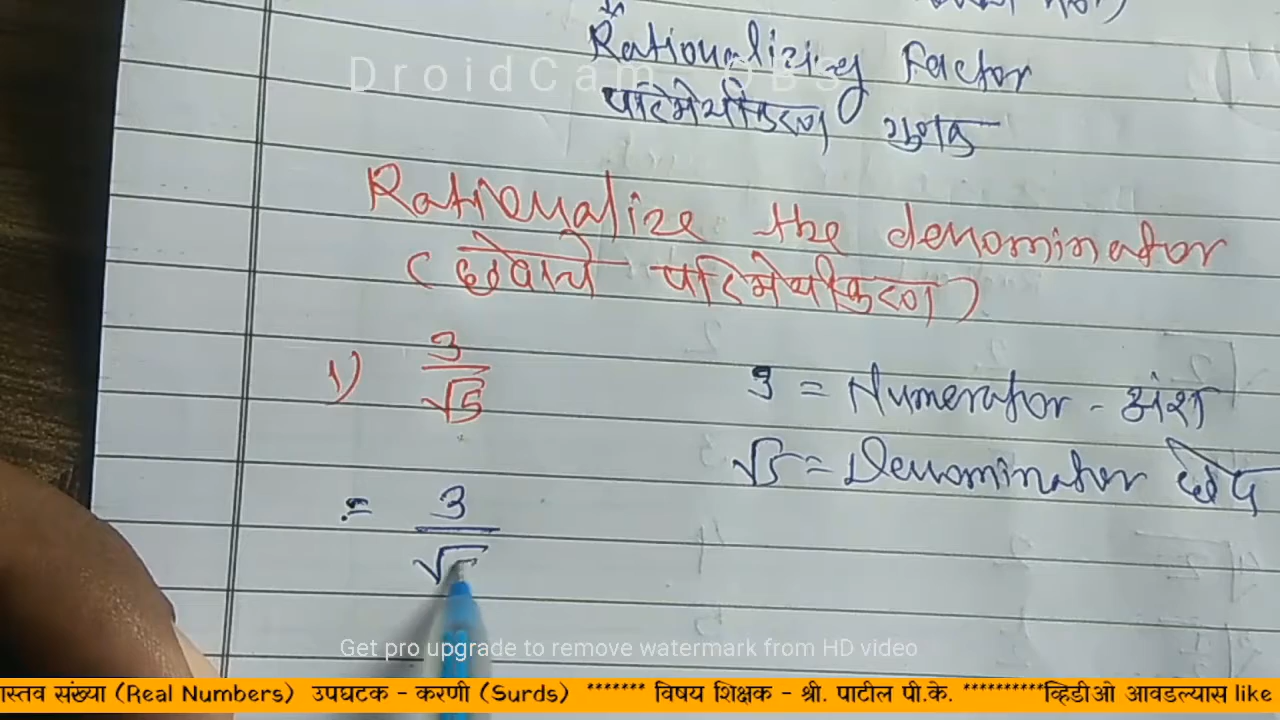 Rationalizing Factor
DroidCam OBS
परिमेयीकरण गुणक
Rationalize the denominator
(छेदाचे परिमेयीकरण)
1) 3/√5
3 = Numerator - अंश
√5 = Denominator छेद
= 3/√
Get pro upgrade to remove watermark from HD video
स्तव संख्या (Real Numbers) उपघटक - करणी (Surds) ******* विषय शिक्षक - श्री. पाटील पी.के. **********व्हिडीओ आवडल्यास like